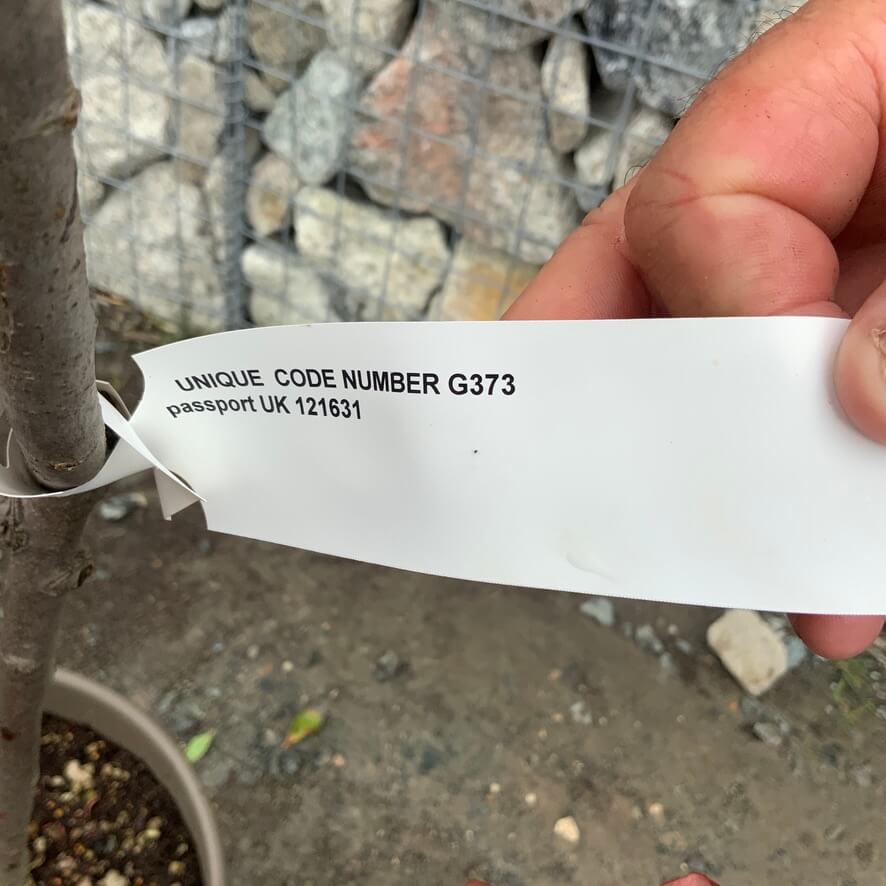 UNIQUE CODE NUMBER G373
passport UK 121631